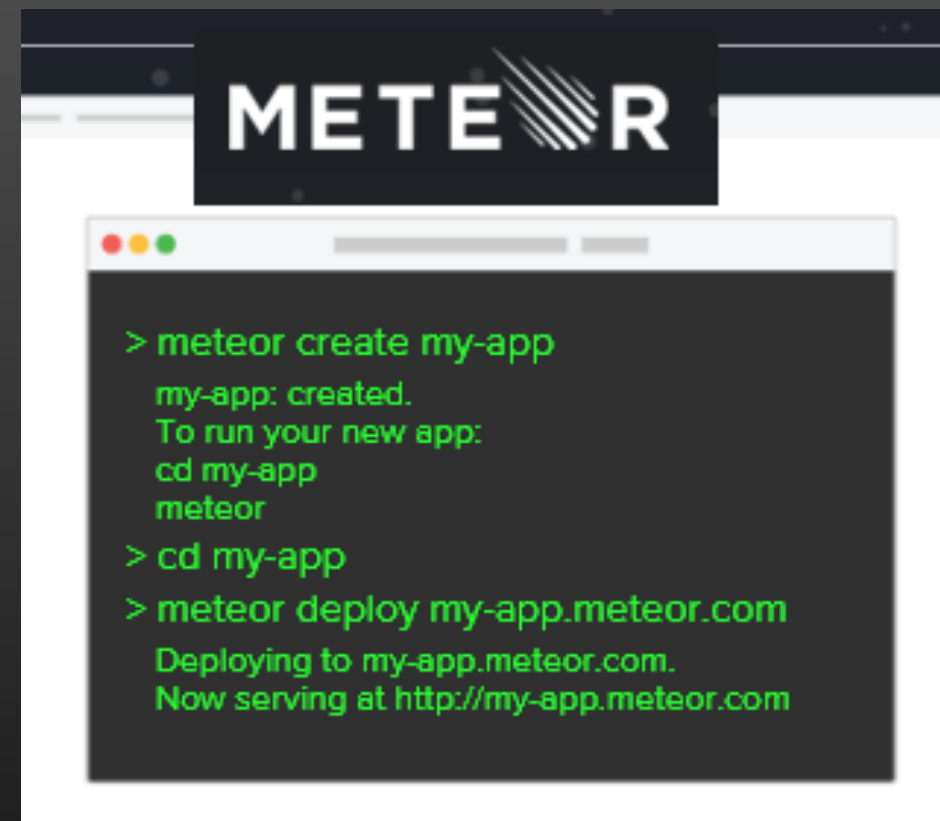 METEOR
> meteor create my-app
my-app: created.
To run your new app:
cd my-app
meteor
> cd my-app
> meteor deploy my-app.meteor.com
Deploying to my-app.meteor.com.
Now serving at http://my-app.meteor.com